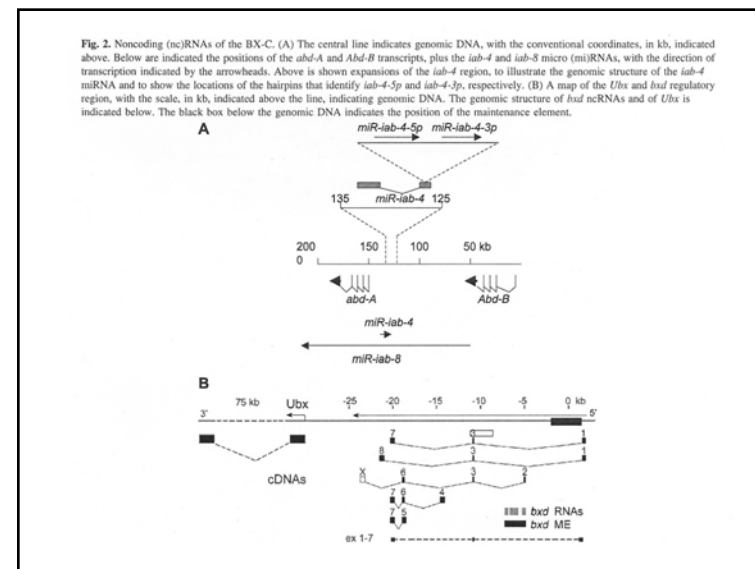 Fig. 2. Noncoding (nc)RNAs of the BX-C. (A) The central line indicates genomic DNA, with the conventional coordinates, in kb, indicated
above. Below are indicated the positions of the abd-A and Abd-B transcripts, plus the iab-4 and iab-8 micro (mi)RNAs, with the direction of
transcription indicated by the arrowheads. Above is shown expansions of the iab-4 region, to illustrate the genomic structure of the iab-4
miRNA and to show the locations of the hairpins that identify iab-4-5p and iab-4-3p, respectively. (B) A map of the Ubx and bxd regulatory
region, with the scale, in kb, indicated above the line, indicating genomic DNA. The genomic structure of bxd ncRNAs and of Ubx is
indicated below. The black box below the genomic DNA indicates the position of the maintenance element.
A
miR-iab-4-5p miR-iab-4-3p
135 miR-iab-4 125
200 150 100 50 kb
0
abd-A Abd-B
miR-iab-4
miR-iab-8
B
75 kb Ubx -25 -20 -15 -10 -5 0 kb
3' 5'
7 3 1
8 3 1
cDNAs X 6 3 2
7 6 4
7 5
bxd RNAs
bxd ME
ex 1-7